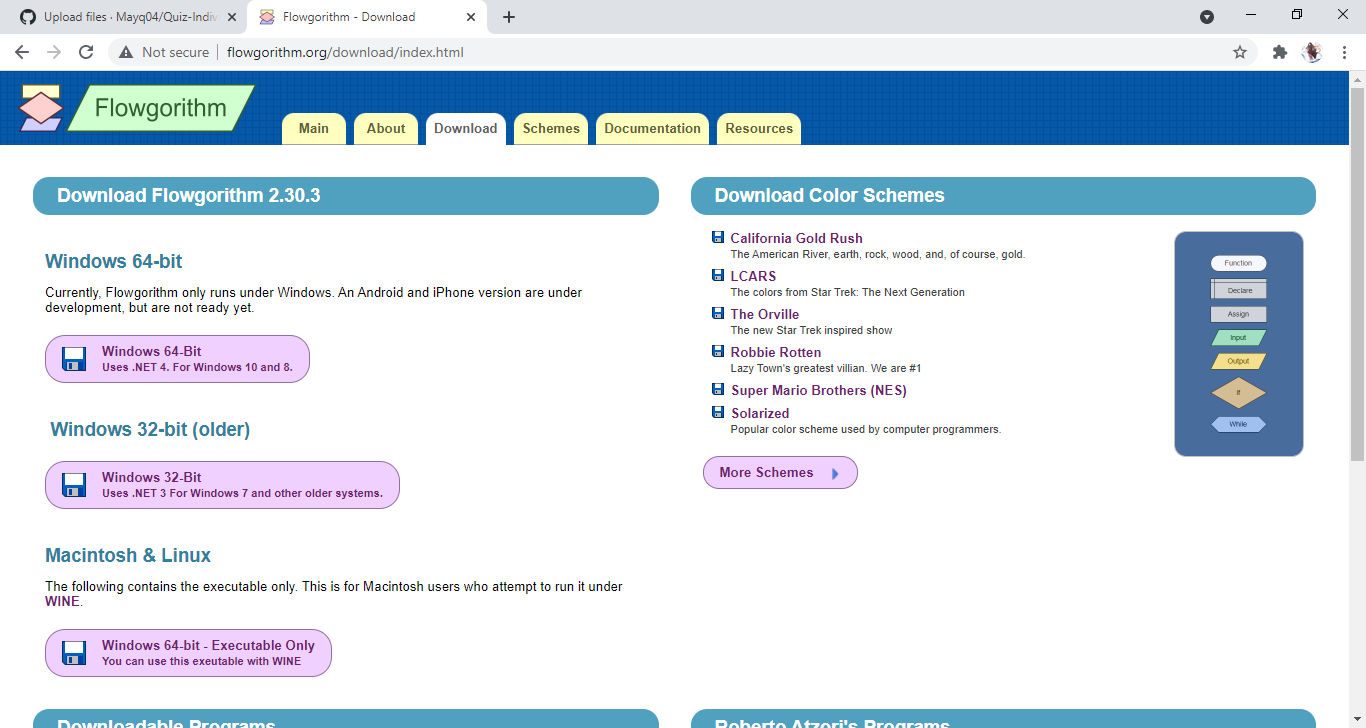 Upload files · Mayq04/Quiz-Indiv
Flowgorithm - Download
Not secure
flowgorithm.org/download/index.html
Flowgorithm
Main
About
Download
Schemes
Documentation
Resources
Download Flowgorithm 2.30.3
Windows 64-bit
Currently, Flowgorithm only runs under Windows. An Android and iPhone version are under
development, but are not ready yet.
Windows 64-Bit
Uses .NET 4. For Windows 10 and 8.
Windows 32-bit (older)
Windows 32-Bit
Uses .NET 3 For Windows 7 and other older systems.
Macintosh & Linux
The following contains the executable only. This is for Macintosh users who attempt to run it under
WINE.
Windows 64-bit - Executable Only
You can use this exeutable with WINE
Downloadable Programs
Download Color Schemes
California Gold Rush
The American River, earth, rock, wood, and, of course, gold.
LCARS
The colors from Star Trek: The Next Generation
The Orville
The new Star Trek inspired show
Robbie Rotten
Lazy Town's greatest villian. We are #1
Super Mario Brothers (NES)
Solarized
Popular color scheme used by computer programmers.
More Schemes
Function
Declare
Assign
Input
Output
If
While
Roberto Atzori's Programs